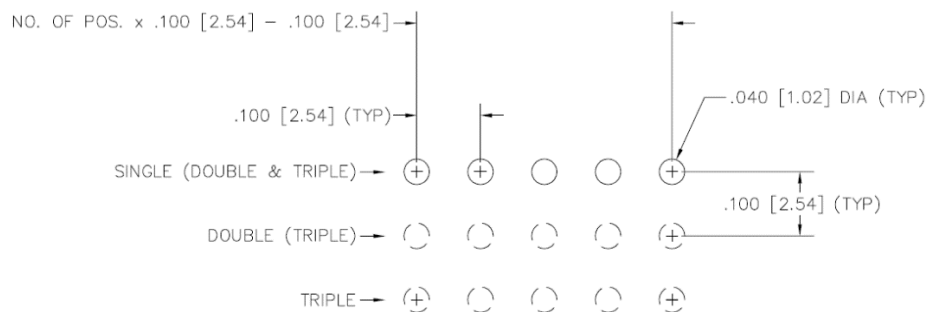 NO. OF POS. x .100 [2.54] – .100 [2.54]
.040 [1.02] DIA (TYP)
.100 [2.54] (TYP)
SINGLE (DOUBLE & TRIPLE)
.100 [2.54] (TYP)
DOUBLE (TRIPLE)
TRIPLE